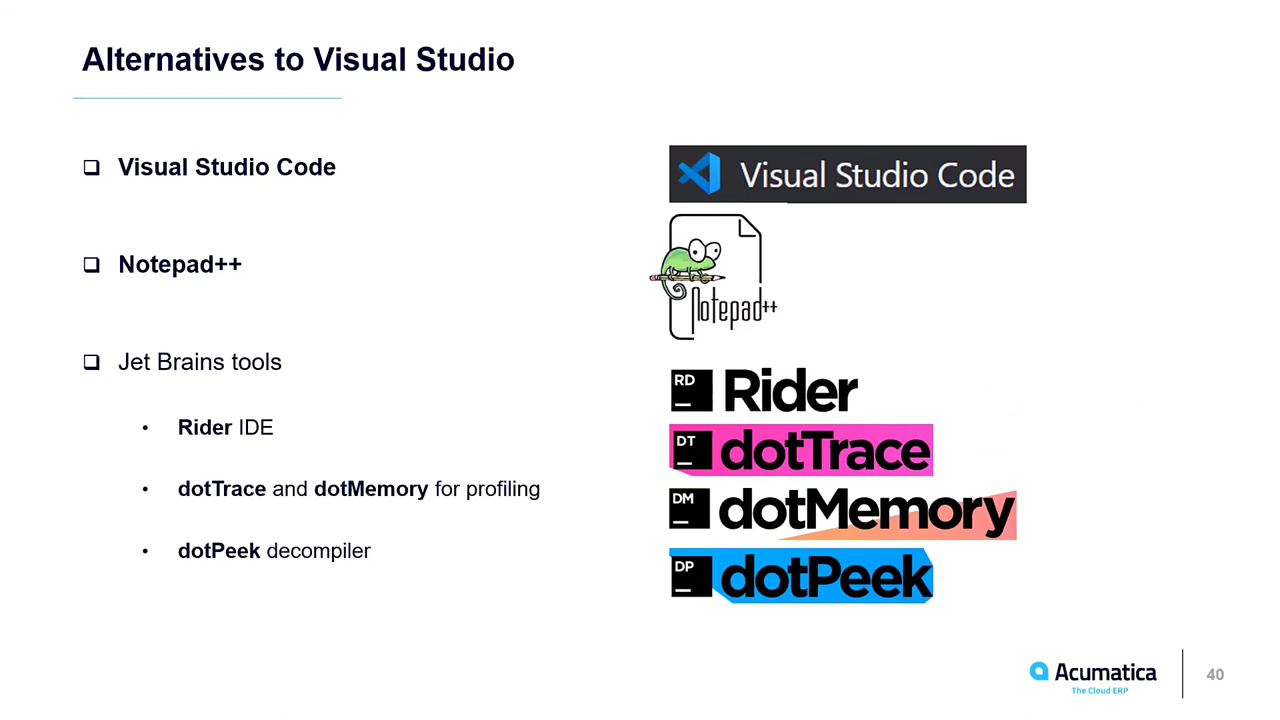 Alternatives to Visual Studio
Visual Studio Code
Notepad++
Jet Brains tools
Rider IDE
dotTrace and dotMemory for profiling
dotPeek decompiler
Visual Studio Code
Notepad++
RD Rider
DT dotTrace
DM dotMemory
DP dotPeek
Acumatica
The Cloud ERP
40